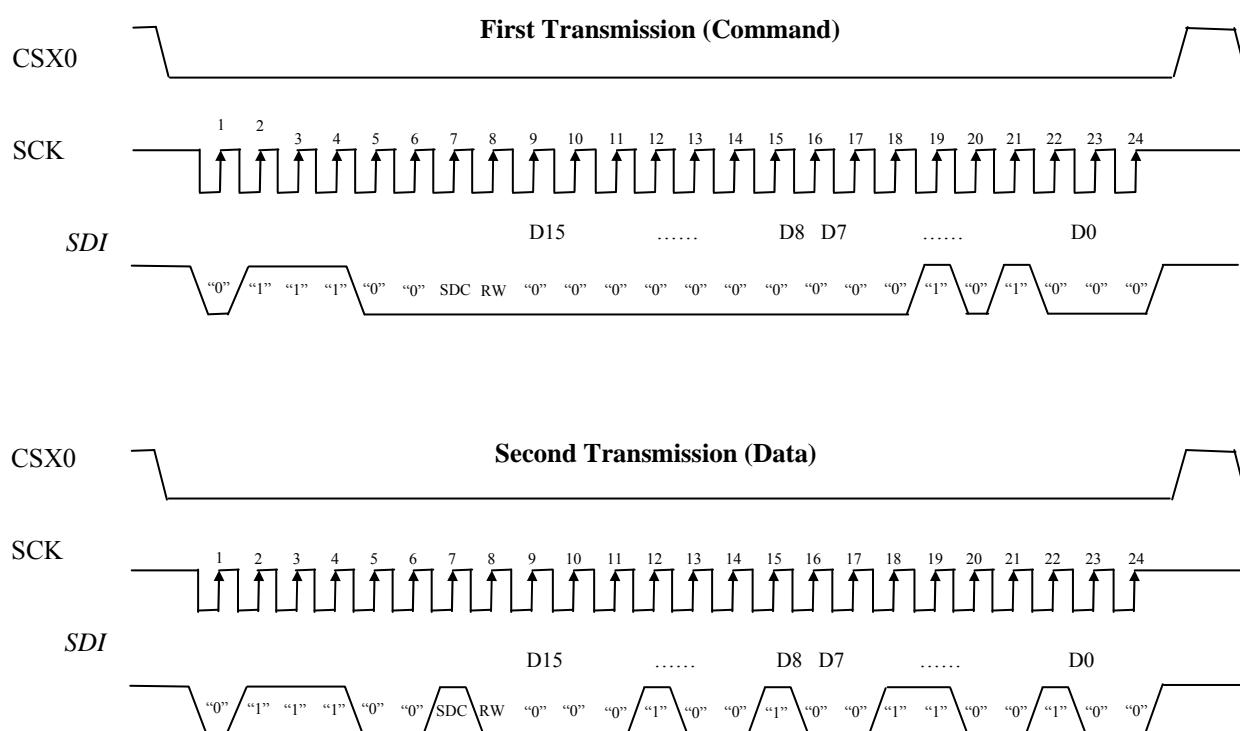 First Transmission (Command)
CSX0
SCK
1 2 3 4 5 6 7 8 9 10 11 12 13 14 15 16 17 18 19 20 21 22 23 24
SDI
D15 …… D8 D7 …… D0
“0” “1” “1” “1” “0” “0” SDC RW “0” “0” “0” “0” “0” “0” “0” “0” “0” “0” “1” “0” “1” “0” “0” “0”
Second Transmission (Data)
CSX0
SCK
1 2 3 4 5 6 7 8 9 10 11 12 13 14 15 16 17 18 19 20 21 22 23 24
SDI
D15 …… D8 D7 …… D0
“0” “1” “1” “1” “0” “0” SDC RW “0” “0” “0” “1” “0” “0” “1” “0” “0” “1” “1” “0” “0” “1” “0” “0”